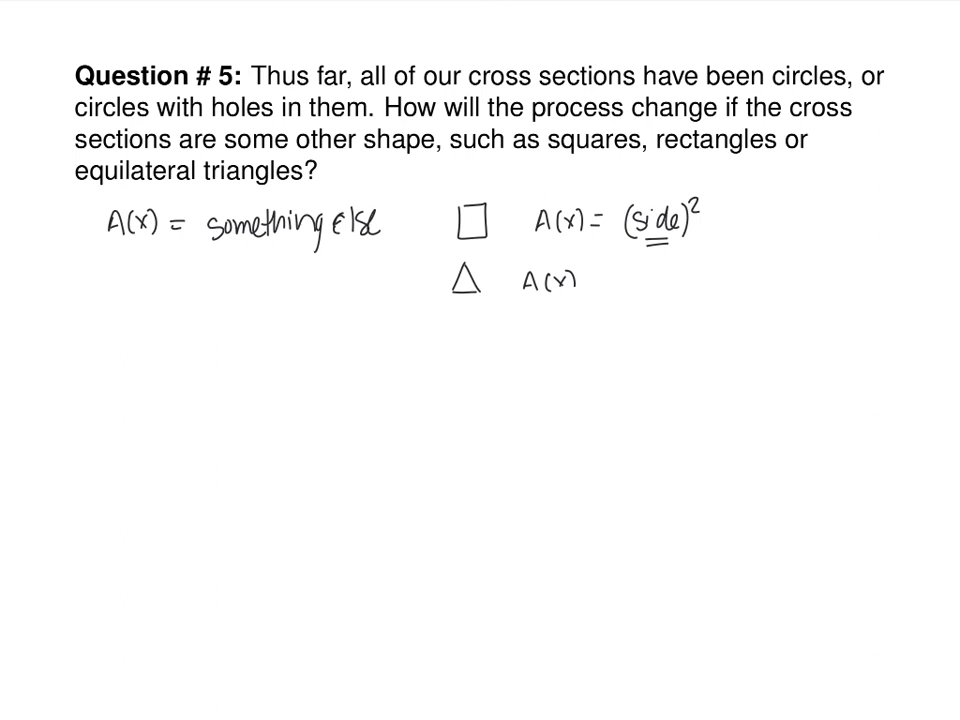 Question # 5: Thus far, all of our cross sections have been circles, or
circles with holes in them. How will the process change if the cross
sections are some other shape, such as squares, rectangles or
equilateral triangles?
A(x) = something else □ A(x) = (side)²
△ A(x)